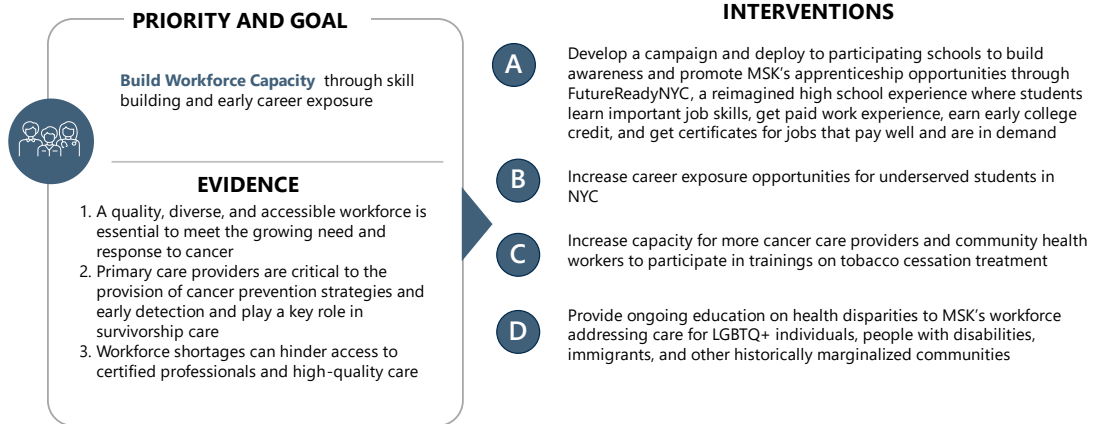 PRIORITY AND GOAL
Build Workforce Capacity through skill
building and early career exposure
EVIDENCE
1. A quality, diverse, and accessible workforce is
essential to meet the growing need and
response to cancer
2. Primary care providers are critical to the
provision of cancer prevention strategies and
early detection and play a key role in
survivorship care
3. Workforce shortages can hinder access to
certified professionals and high-quality care
INTERVENTIONS
A
Develop a campaign and deploy to participating schools to build
awareness and promote MSK's apprenticeship opportunities through
FutureReadyNYC, a reimagined high school experience where students
learn important job skills, get paid work experience, earn early college
credit, and get certificates for jobs that pay well and are in demand
B
Increase career exposure opportunities for underserved students in
NYC
C
Increase capacity for more cancer care providers and community health
workers to participate in trainings on tobacco cessation treatment
D
Provide ongoing education on health disparities to MSK's workforce
addressing care for LGBTQ+ individuals, people with disabilities,
immigrants, and other historically marginalized communities